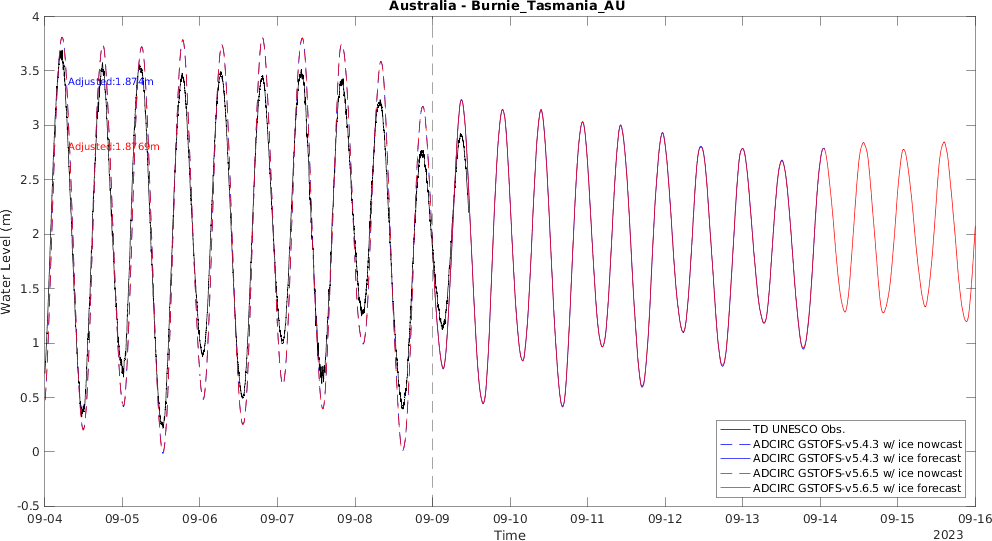 Australia - Burnie_Tasmania_AU
4
3.5
3
2.5
2
1.5
1
0.5
0
-0.5
Water Level (m)
Adjusted:1.874m
Adjusted:1.8769m
TD UNESCO Obs.
ADCIRC GSTOFS-v5.4.3 w/ ice nowcast
ADCIRC GSTOFS-v5.4.3 w/ ice forecast
ADCIRC GSTOFS-v5.6.5 w/ ice nowcast
ADCIRC GSTOFS-v5.6.5 w/ ice forecast
09-04 09-05 09-06 09-07 09-08 09-09 09-10 09-11 09-12 09-13 09-14 09-15 09-16
Time
2023